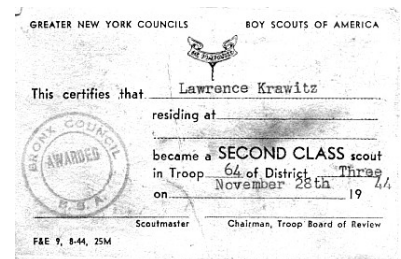 GREATER NEW YORK COUNCILS BOY SCOUTS OF AMERICA
BE PREPARED
This certifies that Lawrence Krawitz
residing at
became a SECOND CLASS scout
in Troop 64 of District Three
on November 28th 19 44
Scoutmaster Chairman, Troop Board of Review
F&E 9, 8-44, 25M
BRONX COUNCIL
AWARDED
B.S.A.